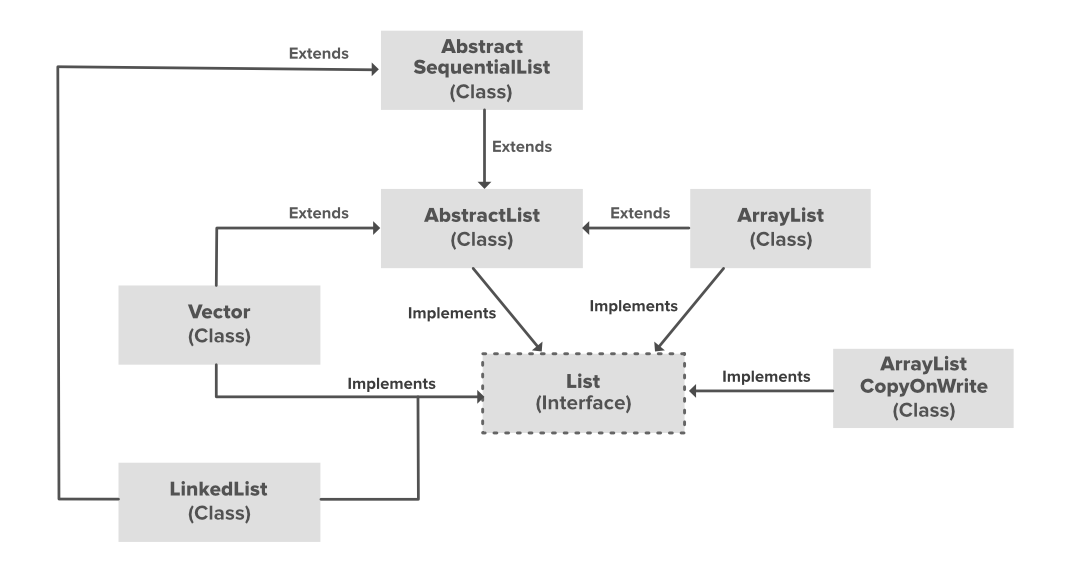 Extends
Abstract
SequentialList
(Class)
Extends
Extends
AbstractList
(Class)
Extends
ArrayList
(Class)
Vector
(Class)
Implements
Implements
Implements
List
(Interface)
Implements
ArrayList
CopyOnWrite
(Class)
LinkedList
(Class)